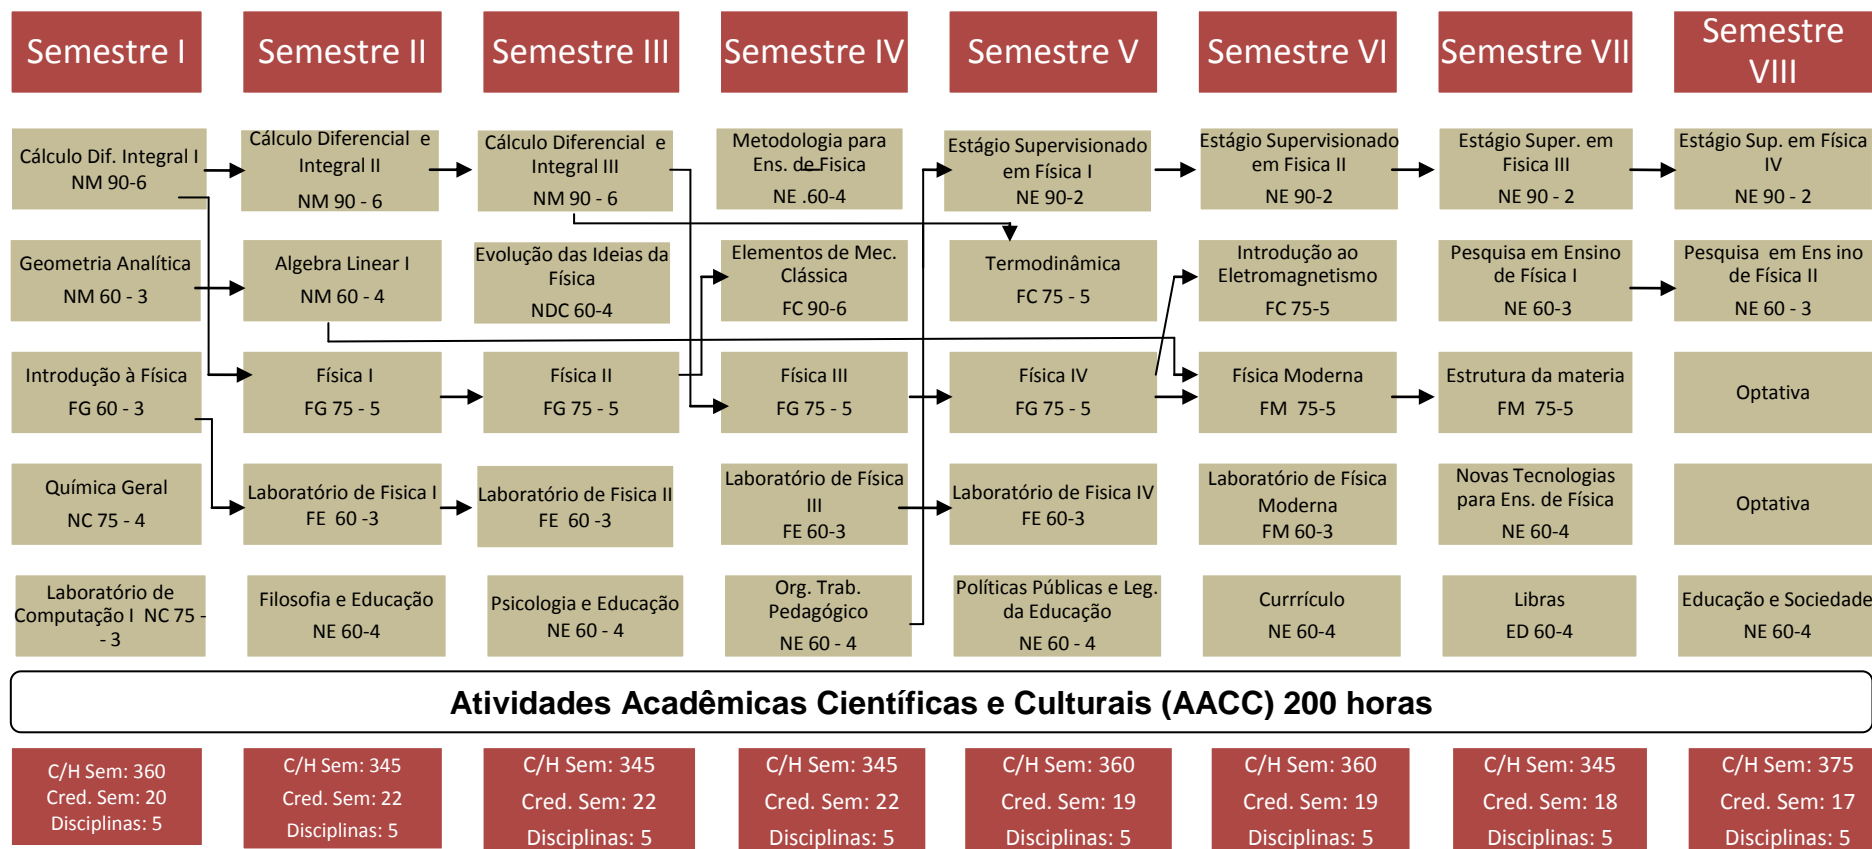 Semestre I
Semestre II
Semestre III
Semestre IV
Semestre V
Semestre VI
Semestre VII
Semestre
VIII
Cálculo Dif. Integral I
NM 90-6
Cálculo Diferencial e
Integral II
NM 90 - 6
Cálculo Diferencial e
Integral III
NM 90 - 6
Metodologia para
Ens. de Fisica
NE .60-4
Estágio Supervisionado
em Física I
NE 90-2
Estágio Supervisionado
em Fisica II
NE 90-2
Estágio Super. em
Fisica III
NE 90 - 2
Estágio Sup. em Física
IV
NE 90 - 2
Geometria Analítica
NM 60 - 3
Algebra Linear I
NM 60 - 4
Evolução das Ideias da
Física
NDC 60-4
Elementos de Mec.
Clássica
FC 90-6
Termodinâmica
FC 75 - 5
Introdução ao
Eletromagnetismo
FC 75-5
Pesquisa em Ensino
de Física I
NE 60-3
Pesquisa em Ens ino
de Física II
NE 60 - 3
Introdução à Física
FG 60 - 3
Física I
FG 75 - 5
Física II
FG 75 - 5
Física III
FG 75 - 5
Física IV
FG 75 - 5
Física Moderna
FM 75-5
Estrutura da materia
FM 75-5
Optativa
Química Geral
NC 75 - 4
Laboratório de Fisica I
FE 60 -3
Laboratório de Fisica II
FE 60 -3
Laboratório de Física
III
FE 60-3
Laboratório de Fisica IV
FE 60-3
Laboratório de Física
Moderna
FM 60-3
Novas Tecnologias
para Ens. de Física
NE 60-4
Optativa
Laboratório de
Computação I NC 75 -
- 3
Filosofia e Educação
NE 60-4
Psicologia e Educação
NE 60 - 4
Org. Trab.
Pedagógico
NE 60 - 4
Políticas Públicas e Leg.
da Educação
NE 60 - 4
Currrículo
NE 60-4
Libras
ED 60-4
Educação e Sociedade
NE 60-4
Atividades Acadêmicas Científicas e Culturais (AACC) 200 horas
C/H Sem: 360
Cred. Sem: 20
Disciplinas: 5
C/H Sem: 345
Cred. Sem: 22
Disciplinas: 5
C/H Sem: 345
Cred. Sem: 22
Disciplinas: 5
C/H Sem: 345
Cred. Sem: 22
Disciplinas: 5
C/H Sem: 360
Cred. Sem: 19
Disciplinas: 5
C/H Sem: 360
Cred. Sem: 19
Disciplinas: 5
C/H Sem: 345
Cred. Sem: 18
Disciplinas: 5
C/H Sem: 375
Cred. Sem: 17
Disciplinas: 5